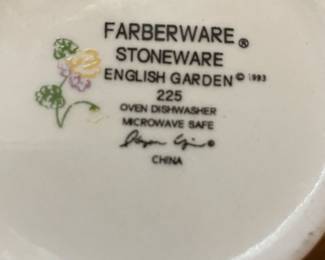 FARBERWARE®
STONEWARE
ENGLISH GARDEN © 1993
225
OVEN DISHWASHER
MICROWAVE SAFE
©
CHINA